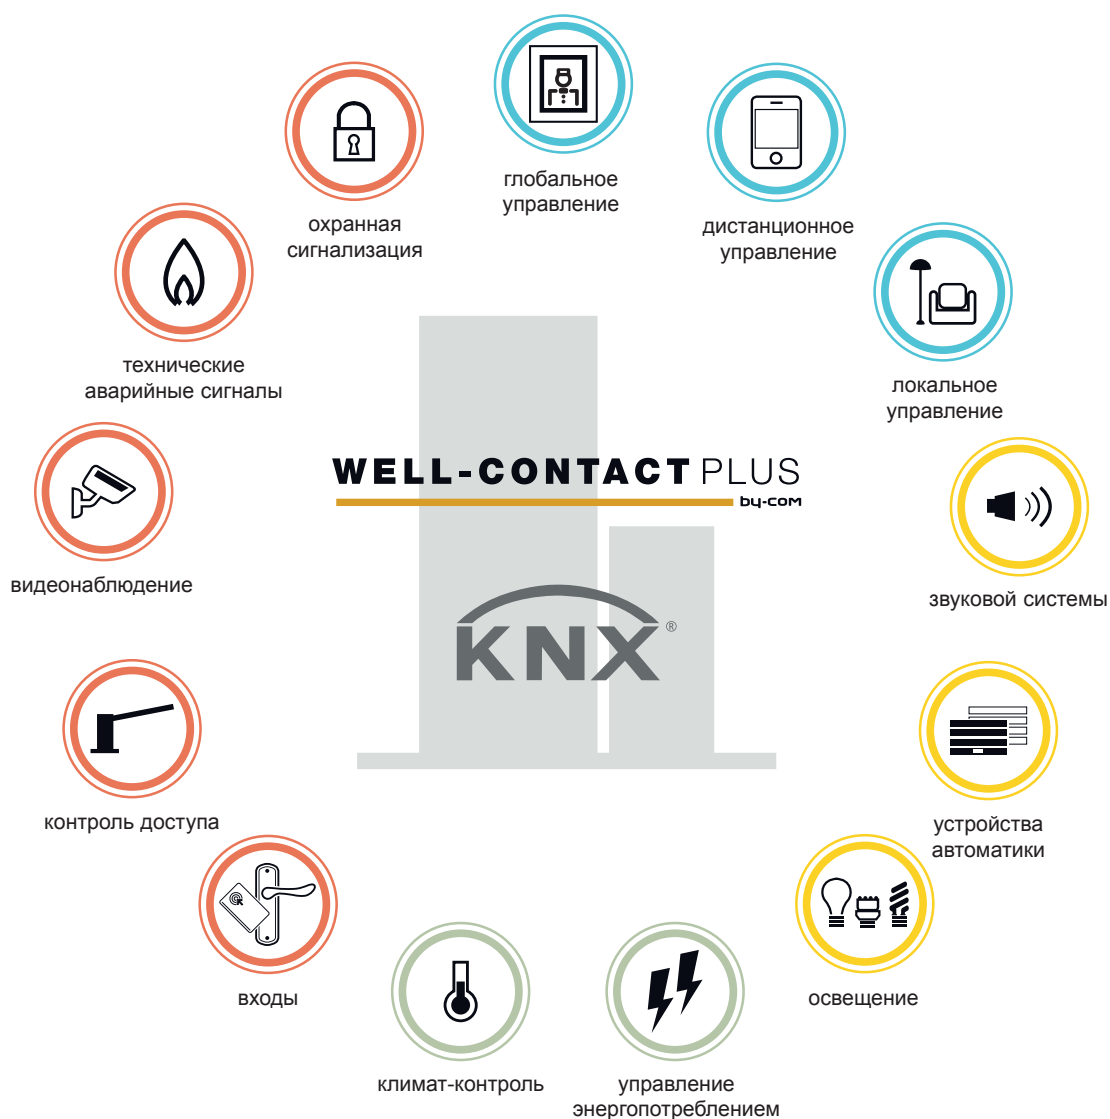 глобальное
управление
охранная
сигнализация
дистанционное
управление
технические
аварийные сигналы
локальное
управление
WELL-CONTACT PLUS
by-com
видеонаблюдение
звуковой системы
KNX®
контроль доступа
устройства
автоматики
входы
освещение
климат-контроль
управление
энергопотреблением